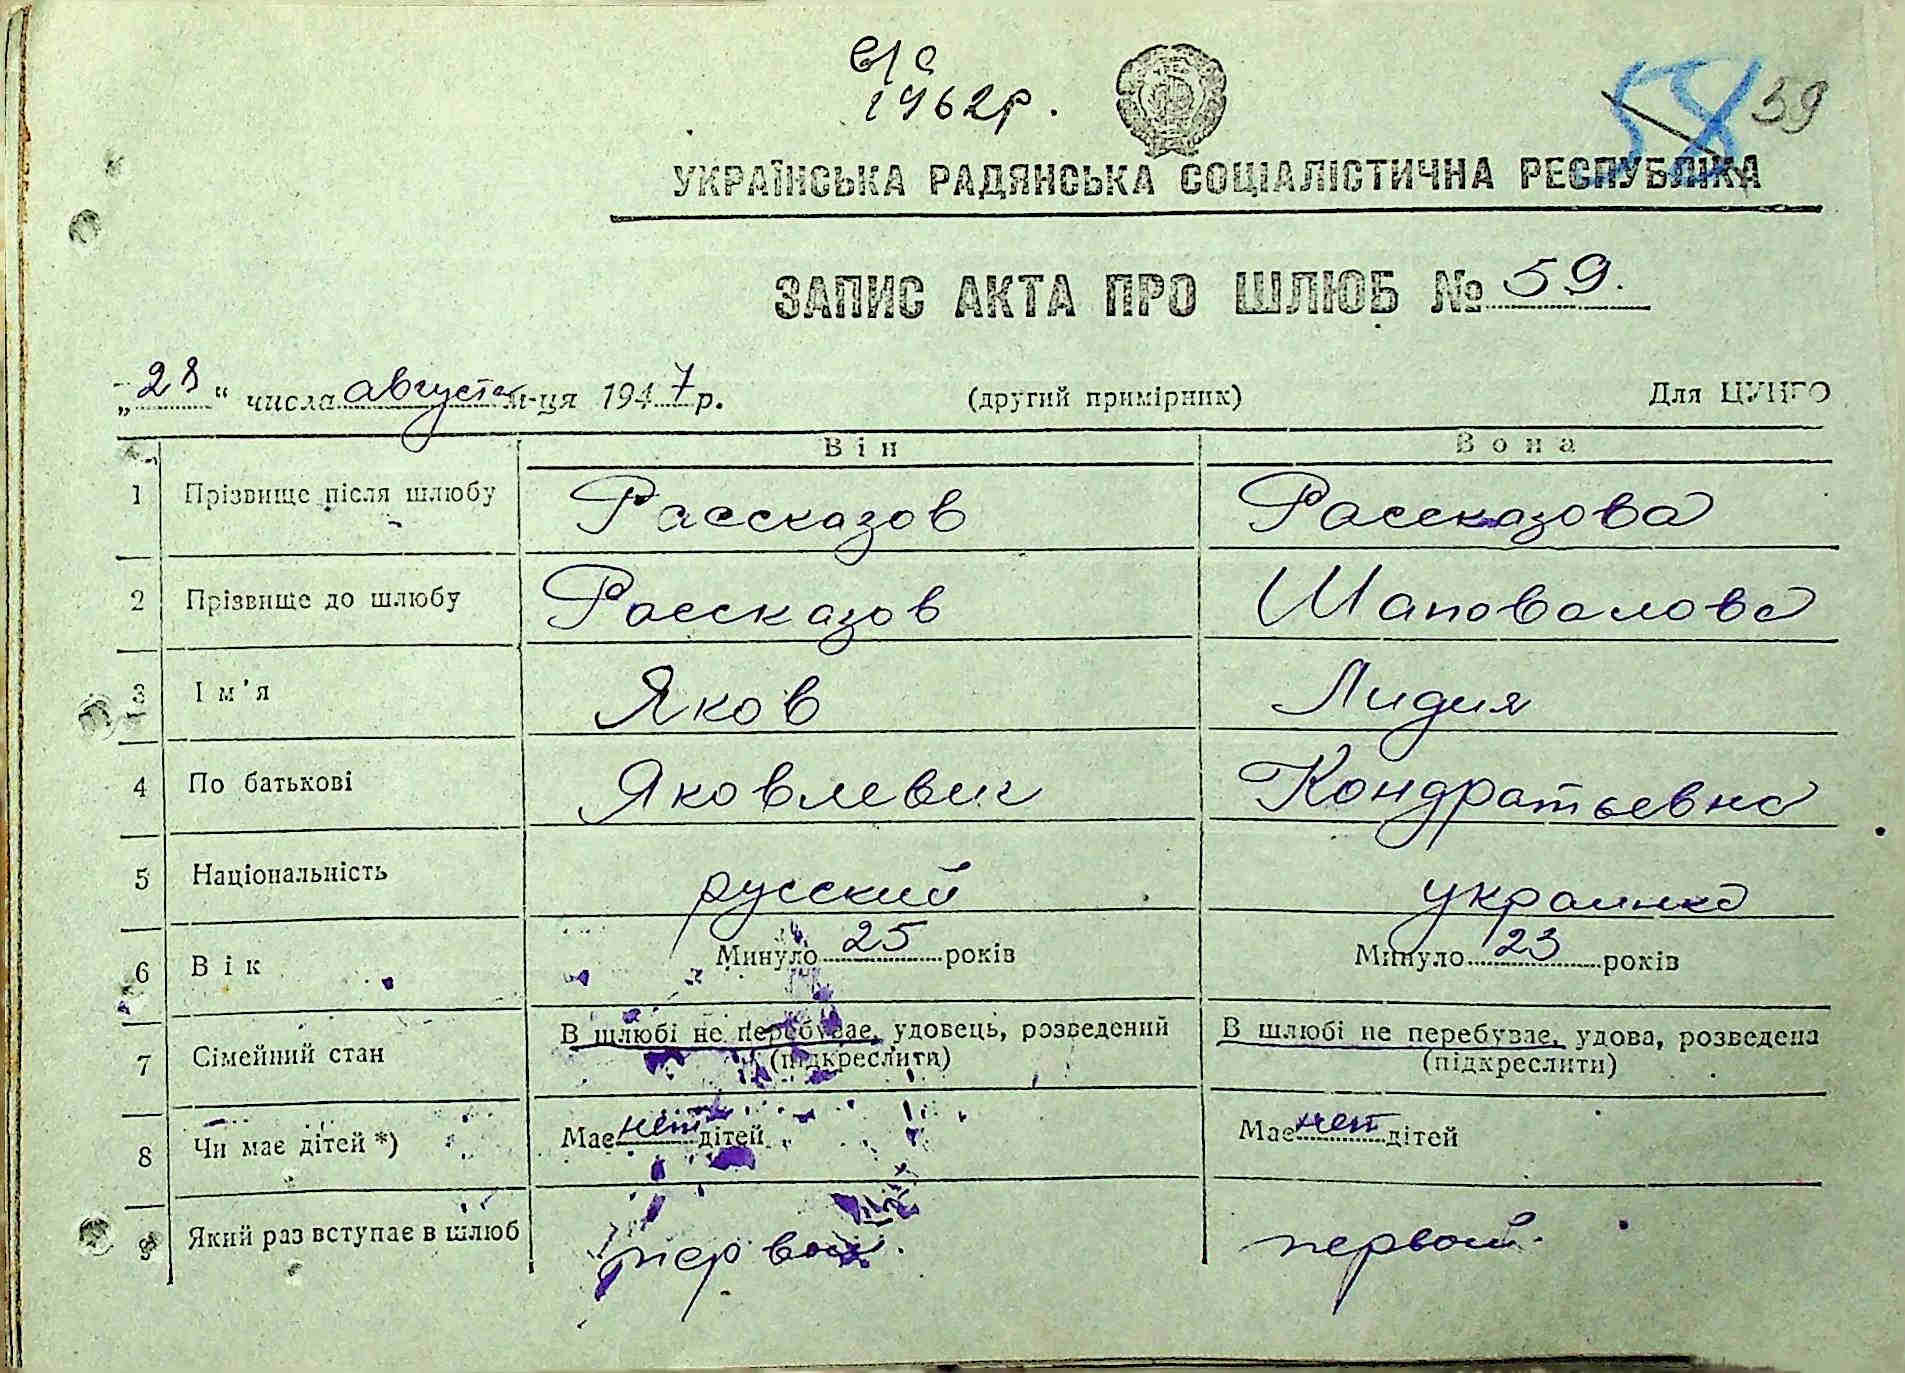 в/с
1962р.
58 59
УКРАЇНСЬКА РАДЯНСЬКА СОЦІАЛІСТИЧНА РЕСПУБЛІКА
ЗАПИС АКТА ПРО ШЛЮБ № 59.
„28“ числа августа м-ця 1947 р. (другий примірник) Для ЦУНГО
Він Вона
1 Прізвище після шлюбу Рассказов Рассказова
2 Прізвище до шлюбу Рассказов Шаповалова
3 Ім'я Яков Лидия
4 По батькові Яковлевич Кондратьевна
5 Національність русский украинка
6 Вік Минуло 25 років Минуло 23 років
7 Сімейний стан В шлюбі не перебуває, удовець, розведений В шлюбі не перебуває, удова, розведена
(підкреслити) (підкреслити)
8 Чи має дітей *) Має нет дітей Має нет дітей
9 Який раз вступає в шлюб первый. первый.